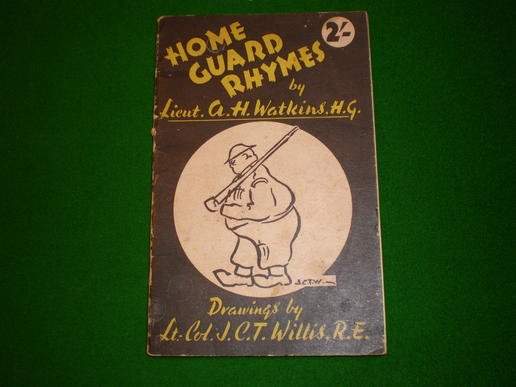 HOME
GUARD
RHYMES
2/-
by
Lieut. A. H. Watkins, H.G.
J.C.T.W.
Drawings by
Lt.-Col. J. C. T. Willis, R.E.